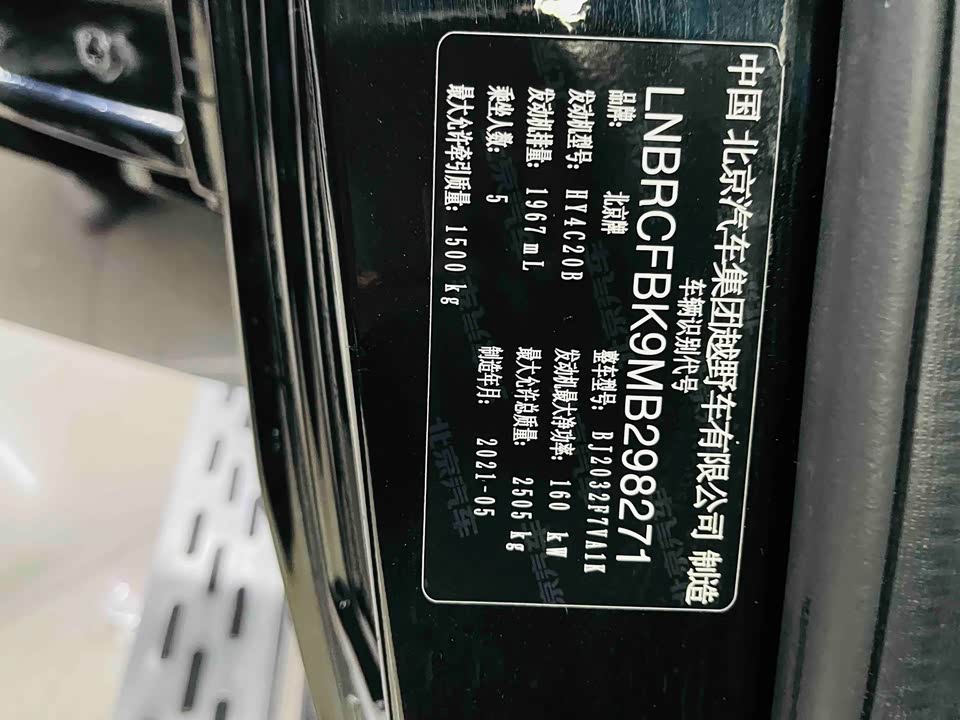 中国 北京汽车集团越野车有限公司 制造
车辆识别代号
LNBRCFBK9MB298271
品牌: 北京牌 整车型号: BJ2032F7VA1K
发动机型号: HY4C20B 发动机最大净功率: 160 kW
发动机排量: 1967 mL 最大允许总质量: 2505 kg
乘坐人数: 5 制造年月: 2021-05
最大允许牵引质量: 1500 kg
北京汽车